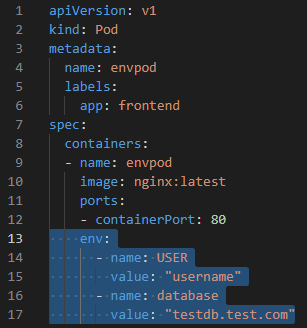 1 apiVersion: v1
2 kind: Pod
3 metadata:
4   name: envpod
5   labels:
6     app: frontend
7 spec:
8   containers:
9   - name: envpod
10     image: nginx:latest
11     ports:
12     - containerPort: 80
13     env:
14       - name: USER
15         value: "username"
16       - name: database
17         value: "testdb.test.com"